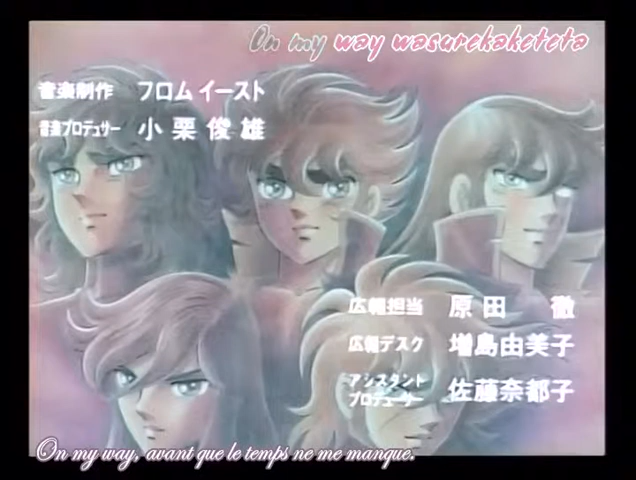 On my way wasurekaketeta
音楽制作 フロム イースト
音楽プロデューサー 小栗俊雄
広報担当 原田 徹
広報デスク 増島由美子
アシスタント
プロデューサー 佐藤奈都子
On my way, avant que le temps ne me manque.